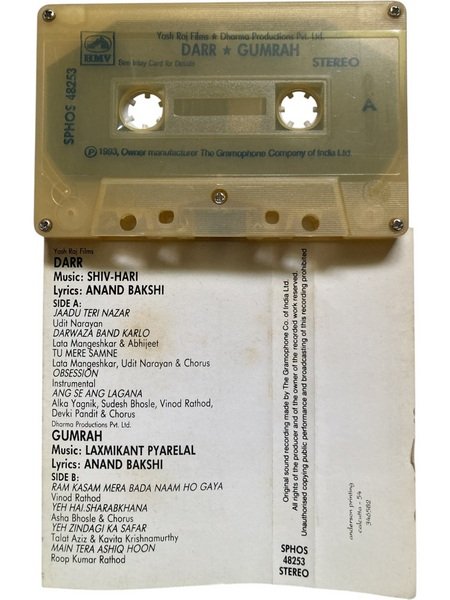 Yash Raj Films ★ Dharma Productions Pvt. Ltd.
DARR ★ GUMRAH
HMV
See Inlay Card for Details
STEREO
SPHOS 48253
A
Ⓟ 1993, Owner manufacturer The Gramophone Company of India Ltd.
Yash Raj Films
DARR
Music: SHIV-HARI
Lyrics: ANAND BAKSHI
SIDE A:
JAADU TERI NAZAR
Udit Narayan
DARWAZA BAND KARLO
Lata Mangeshkar & Abhijeet
TU MERE SAMNE
Lata Mangeshkar, Udit Narayan & Chorus
OBSESSION
Instrumental
ANG SE ANG LAGANA
Alka Yagnik, Sudesh Bhosle, Vinod Rathod,
Devki Pandit & Chorus
Dharma Productions Pvt. Ltd.
GUMRAH
Music: LAXMIKANT PYARELAL
Lyrics: ANAND BAKSHI
SIDE B:
RAM KASAM MERA BADA NAAM HO GAYA
Vinod Rathod
YEH HAI SHARABKHANA
Asha Bhosle & Chorus
YEH ZINDAGI KA SAFAR
Talat Aziz & Kavita Krishnamurthy
MAIN TERA ASHIQ HOON
Roop Kumar Rathod
Original sound recording made by The Gramophone Co. of India Ltd.
All rights of the producer and of the owner of the recorded work reserved.
Unauthorised copying public performance and broadcasting of this recording prohibited
SPHOS
48253
STEREO
anderson printing
calcutta - 54